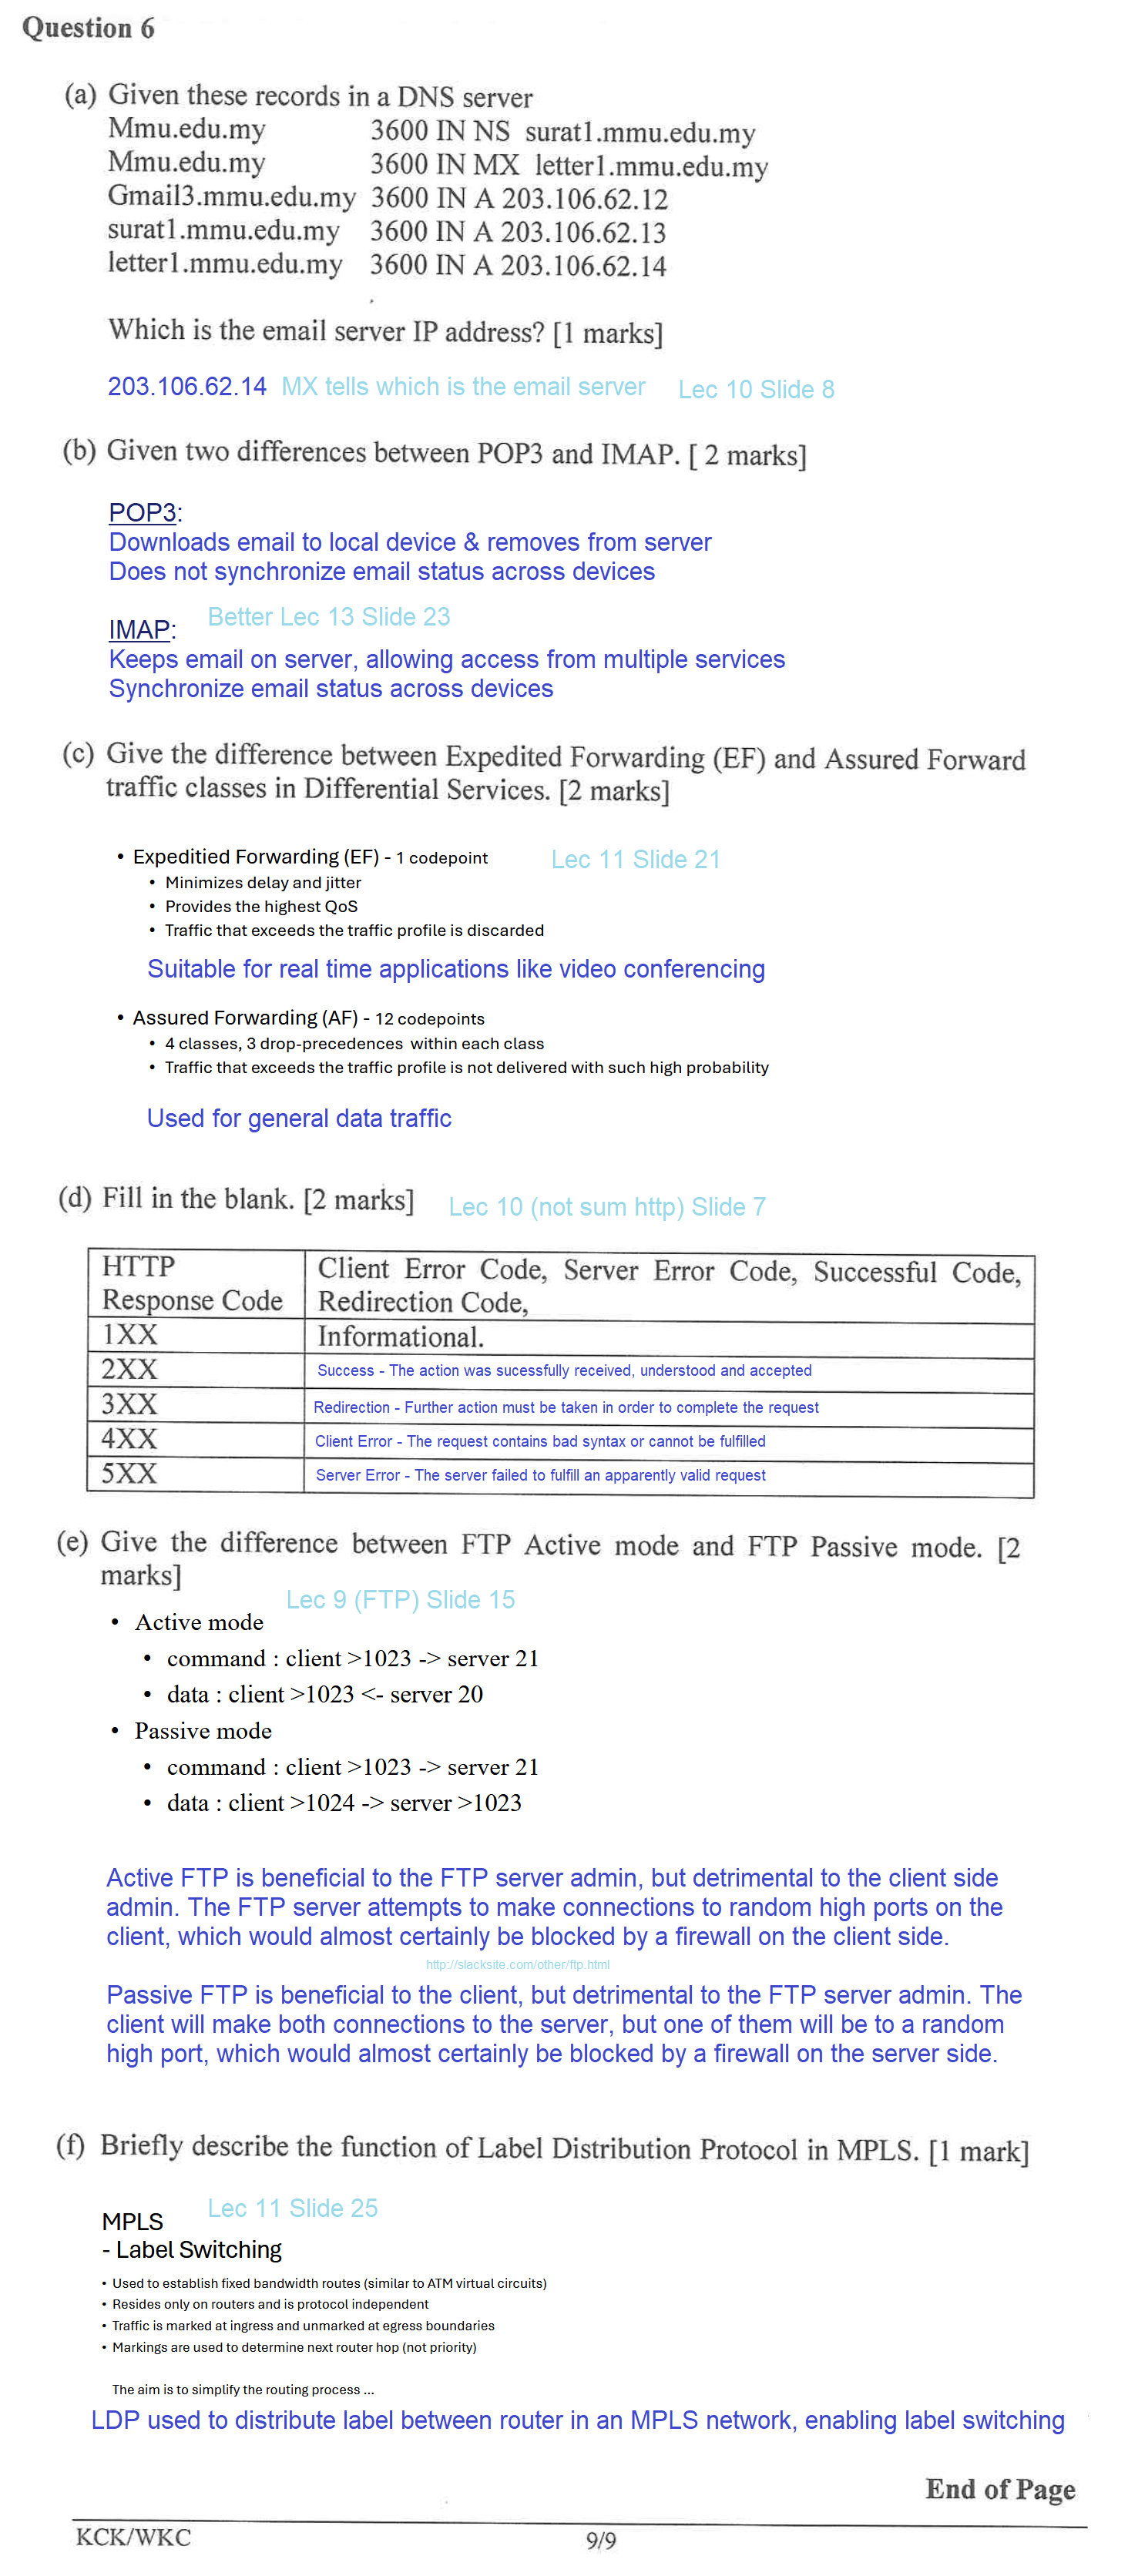 Question 6
(a) Given these records in a DNS server
Mmu.edu.my 3600 IN NS surat1.mmu.edu.my
Mmu.edu.my 3600 IN MX letter1.mmu.edu.my
Gmail3.mmu.edu.my 3600 IN A 203.106.62.12
surat1.mmu.edu.my 3600 IN A 203.106.62.13
letter1.mmu.edu.my 3600 IN A 203.106.62.14
Which is the email server IP address? [1 marks]
203.106.62.14 MX tells which is the email server Lec 10 Slide 8
(b) Given two differences between POP3 and IMAP. [ 2 marks]
POP3:
Downloads email to local device & removes from server
Does not synchronize email status across devices
Better Lec 13 Slide 23
IMAP:
Keeps email on server, allowing access from multiple services
Synchronize email status across devices
(c) Give the difference between Expedited Forwarding (EF) and Assured Forward
traffic classes in Differential Services. [2 marks]
• Expeditied Forwarding (EF) - 1 codepoint Lec 11 Slide 21
• Minimizes delay and jitter
• Provides the highest QoS
• Traffic that exceeds the traffic profile is discarded
Suitable for real time applications like video conferencing
• Assured Forwarding (AF) - 12 codepoints
• 4 classes, 3 drop-precedences within each class
• Traffic that exceeds the traffic profile is not delivered with such high probability
Used for general data traffic
(d) Fill in the blank. [2 marks] Lec 10 (not sum http) Slide 7
HTTP Client Error Code, Server Error Code, Successful Code,
Response Code Redirection Code,
1XX Informational.
2XX Success - The action was sucessfully received, understood and accepted
3XX Redirection - Further action must be taken in order to complete the request
4XX Client Error - The request contains bad syntax or cannot be fulfilled
5XX Server Error - The server failed to fulfill an apparently valid request
(e) Give the difference between FTP Active mode and FTP Passive mode. [2
marks]
Lec 9 (FTP) Slide 15
• Active mode
• command : client >1023 -> server 21
• data : client >1023 <- server 20
• Passive mode
• command : client >1023 -> server 21
• data : client >1024 -> server >1023
Active FTP is beneficial to the FTP server admin, but detrimental to the client side
admin. The FTP server attempts to make connections to random high ports on the
client, which would almost certainly be blocked by a firewall on the client side.
http://slacksite.com/other/ftp.html
Passive FTP is beneficial to the client, but detrimental to the FTP server admin. The
client will make both connections to the server, but one of them will be to a random
high port, which would almost certainly be blocked by a firewall on the server side.
(f) Briefly describe the function of Label Distribution Protocol in MPLS. [1 mark]
Lec 11 Slide 25
MPLS
- Label Switching
• Used to establish fixed bandwidth routes (similar to ATM virtual circuits)
• Resides only on routers and is protocol independent
• Traffic is marked at ingress and unmarked at egress boundaries
• Markings are used to determine next router hop (not priority)
The aim is to simplify the routing process ...
LDP used to distribute label between router in an MPLS network, enabling label switching
End of Page
KCK/WKC 9/9